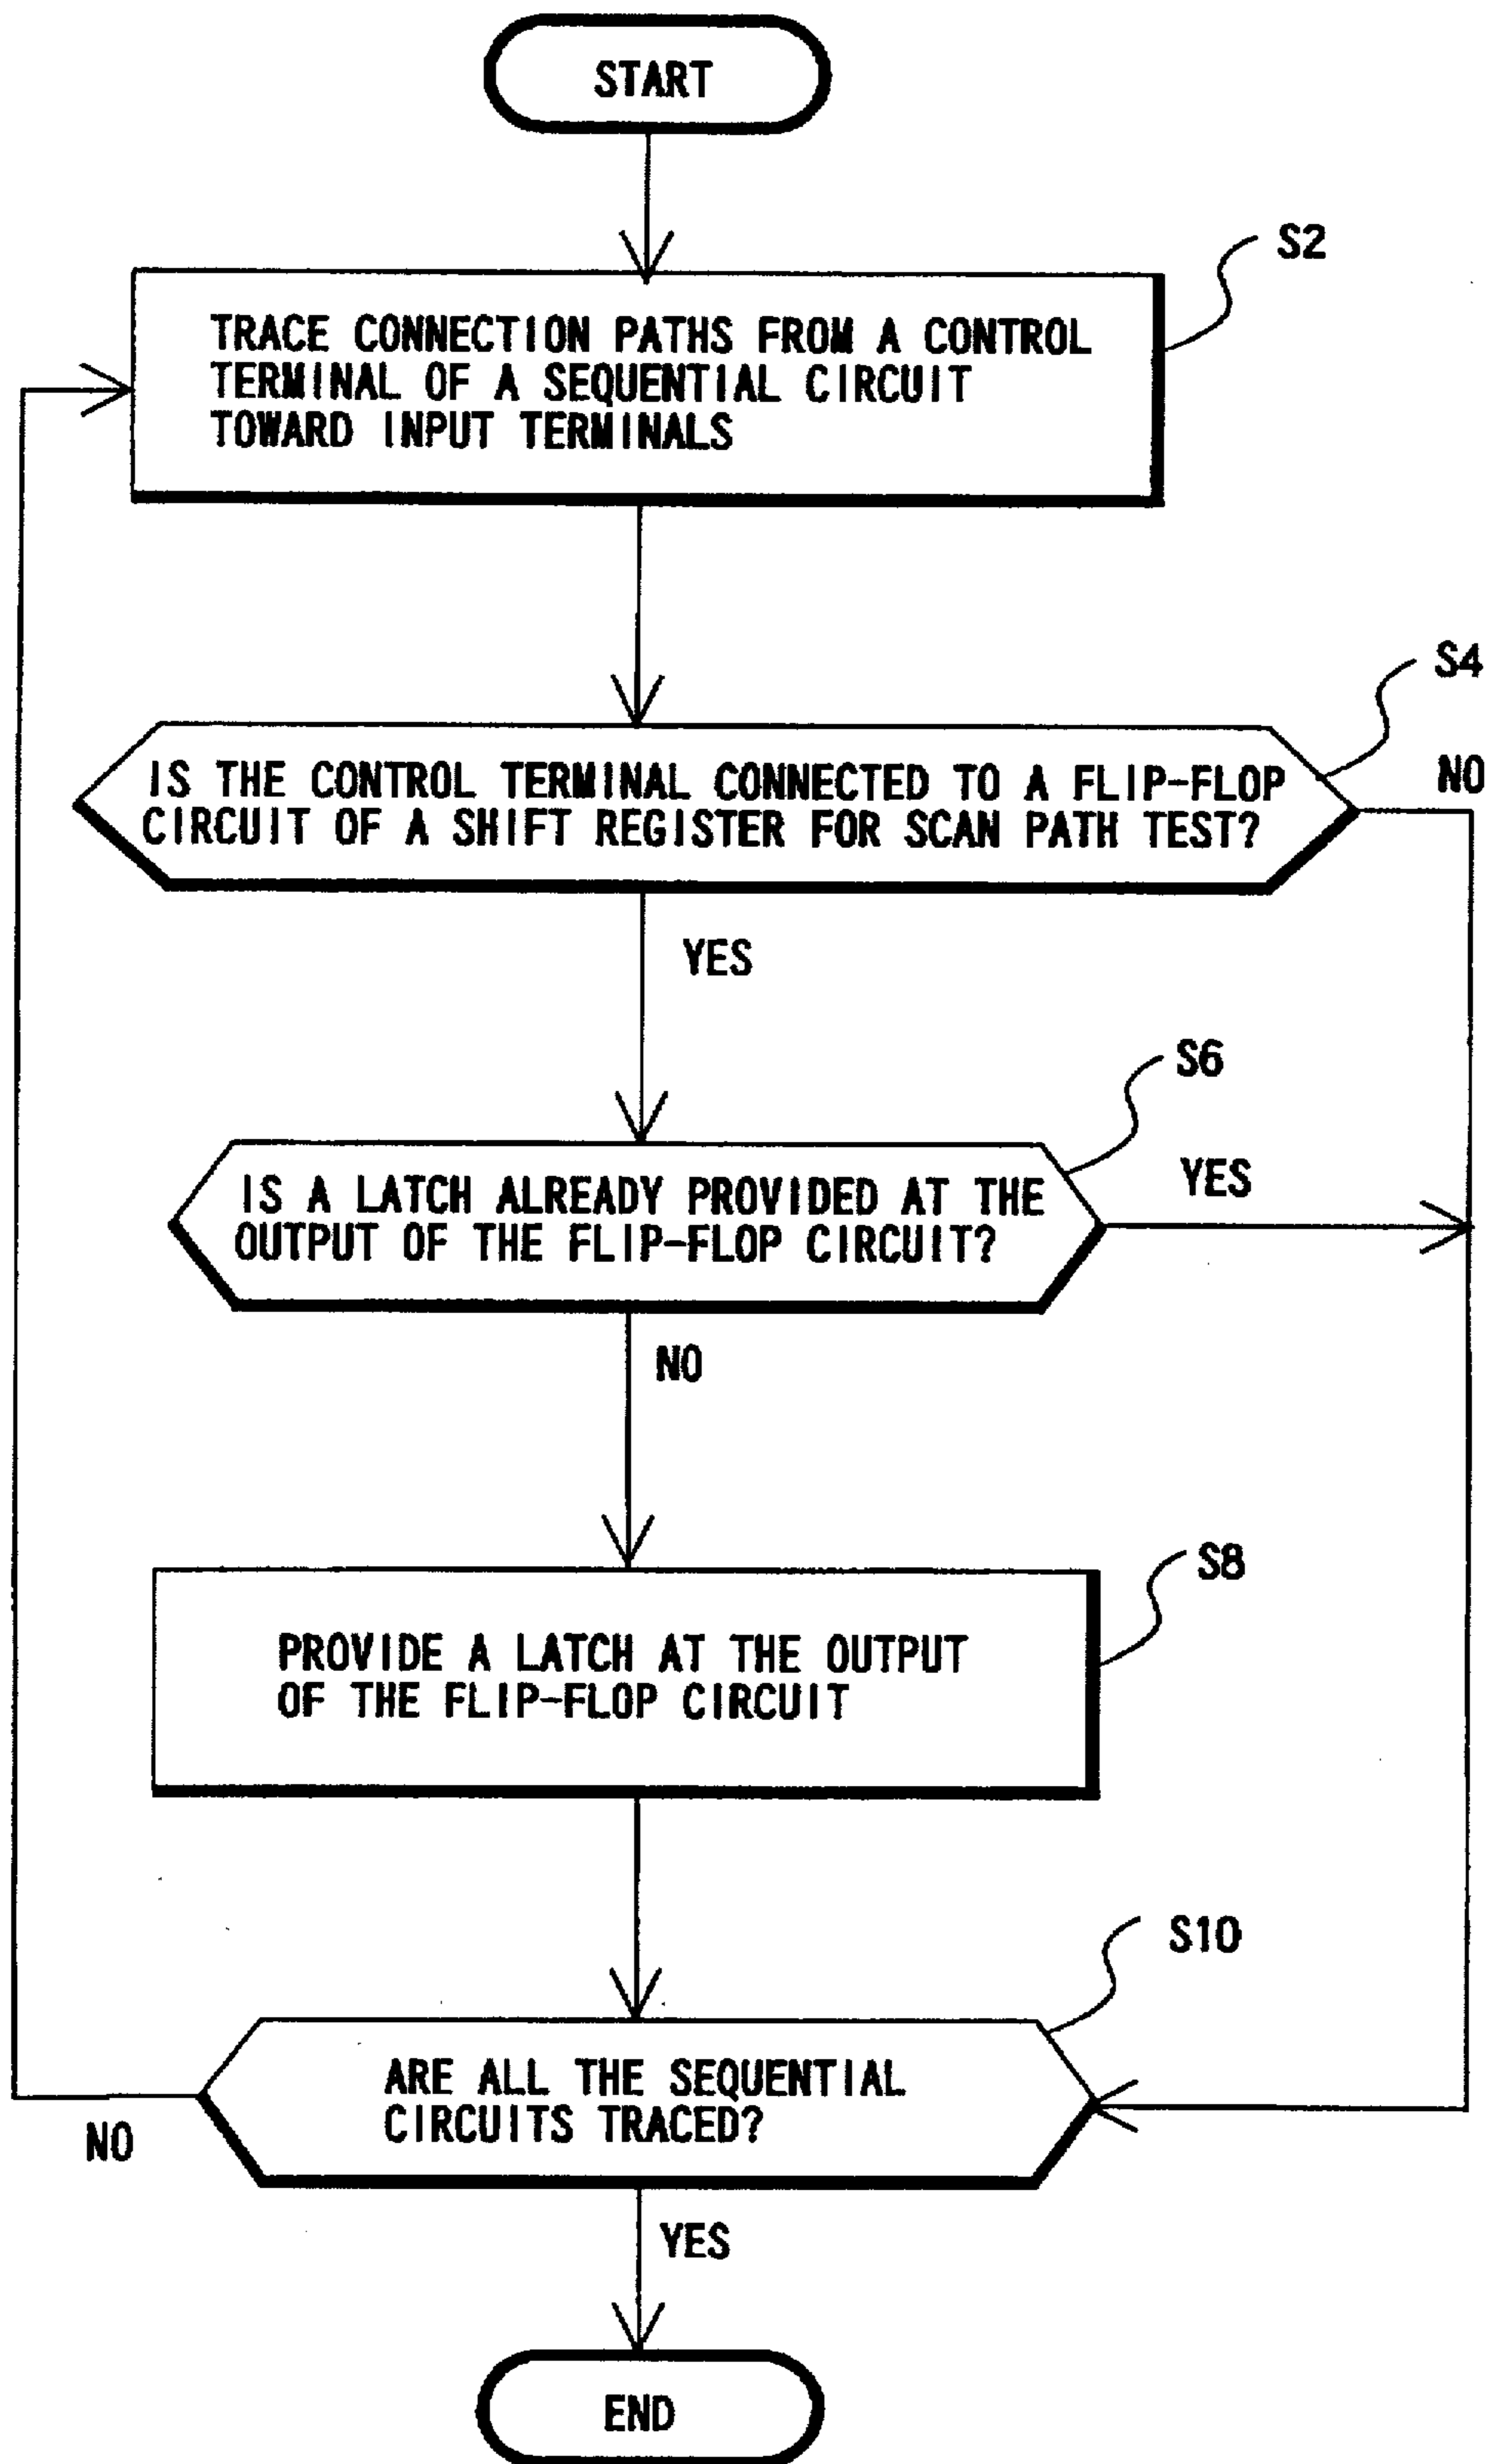 START
S2
TRACE CONNECTION PATHS FROM A CONTROL
TERMINAL OF A SEQUENTIAL CIRCUIT
TOWARD INPUT TERMINALS
S4
IS THE CONTROL TERMINAL CONNECTED TO A FLIP-FLOP
CIRCUIT OF A SHIFT REGISTER FOR SCAN PATH TEST?
NO
YES
S6
IS A LATCH ALREADY PROVIDED AT THE
OUTPUT OF THE FLIP-FLOP CIRCUIT?
YES
NO
S8
PROVIDE A LATCH AT THE OUTPUT
OF THE FLIP-FLOP CIRCUIT
S10
ARE ALL THE SEQUENTIAL
CIRCUITS TRACED?
NO
YES
END